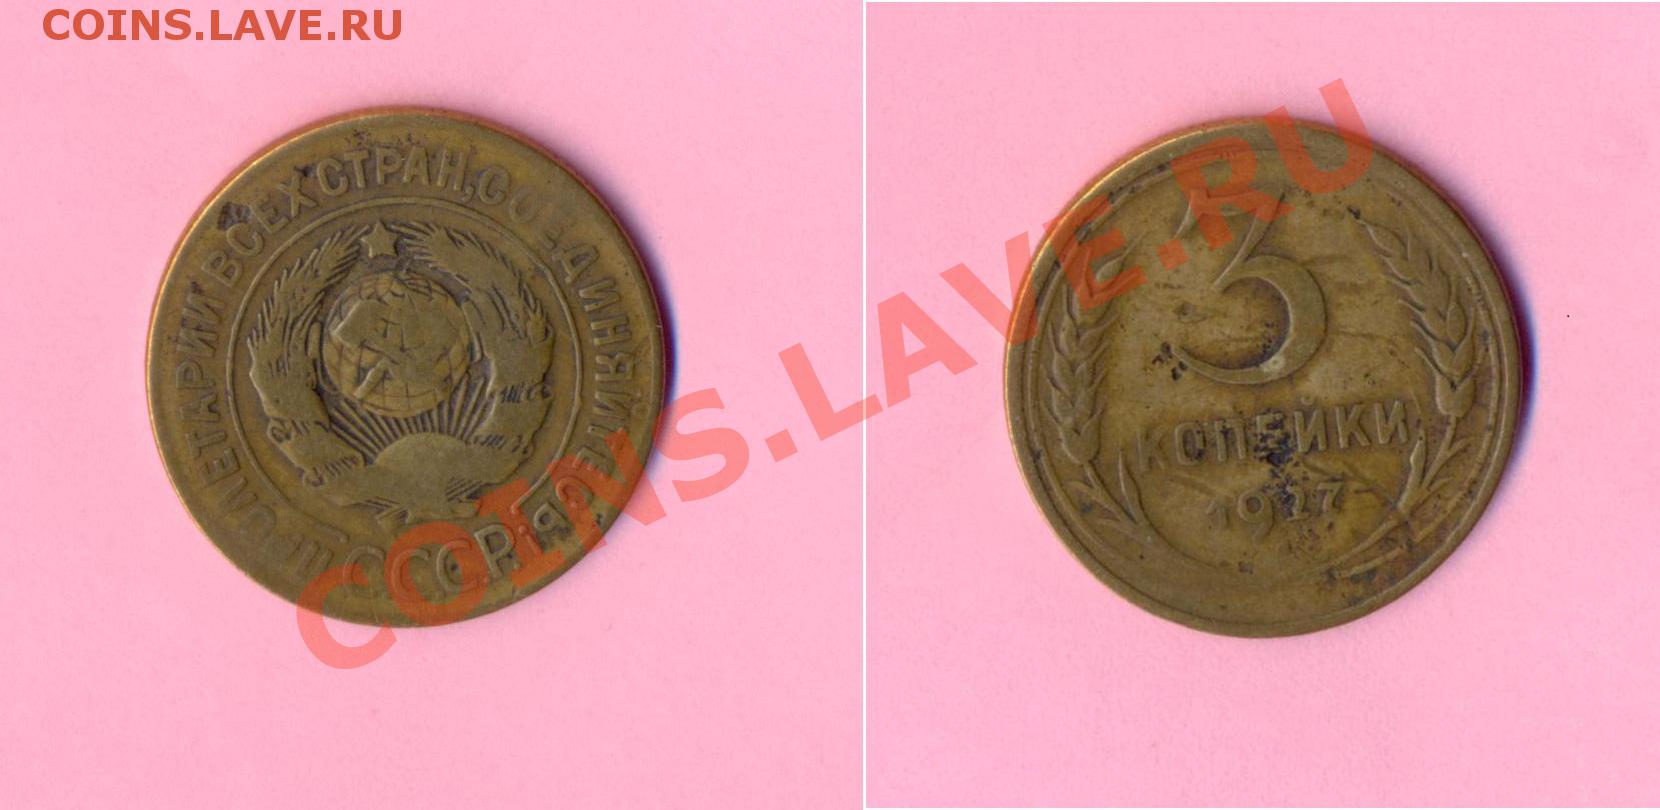 COINS.LAVE.RU
ПРОЛЕТАРИИ ВСЕХ СТРАН, СОЕДИНЯЙТЕСЬ!
С.С.С.Р.
3
КОПЕЙКИ
1927
COINS.LAVE.RU